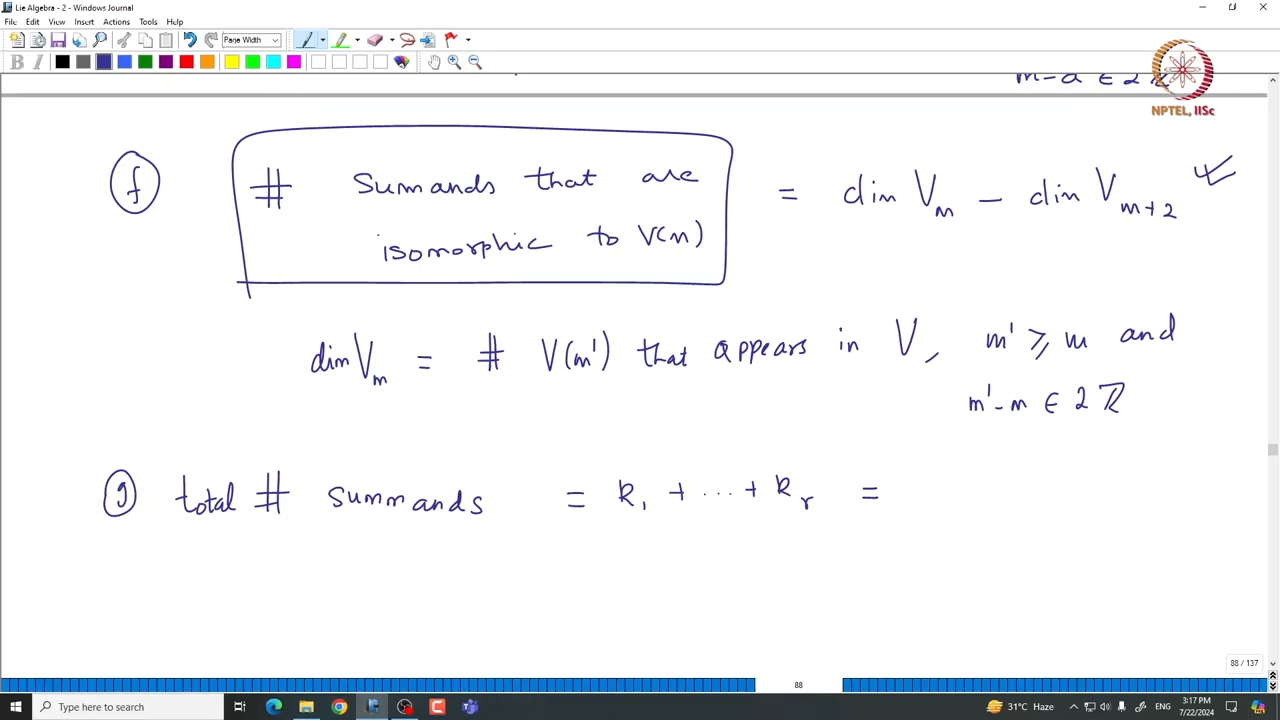 Lie Algebra - 2 - Windows Journal
File Edit View Insert Actions Tools Help
Page Width
B I
m-a ∈ 2ℤ
NPTEL, IISc
(f) # Summands that are = dim V_m - dim V_{m+2}
isomorphic to V(m)
dim V_m = # V(m') that appears in V, m' ⩾ m and
m'-m ∈ 2ℤ
(g) total # summands = k_1 + ... + k_r =
88 / 137
88
Type here to search
31°C Haze
3:17 PM
7/22/2024